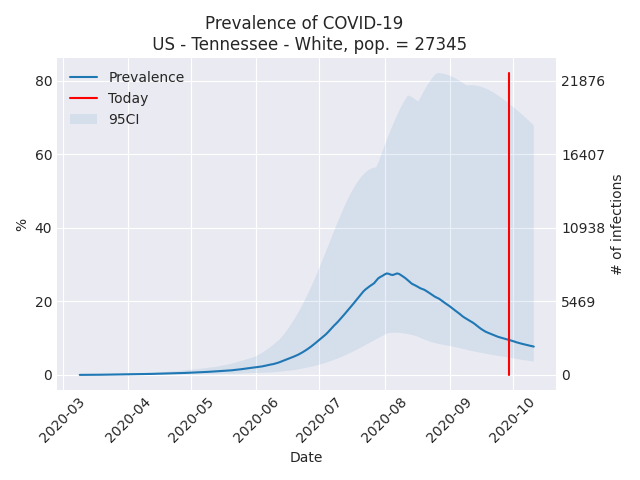 Prevalence of COVID-19
US - Tennessee - White, pop. = 27345
Prevalence
Today
95CI
80
60
40
20
0
%
21876
16407
10938
5469
0
# of infections
2020-03
2020-04
2020-05
2020-06
2020-07
2020-08
2020-09
2020-10
Date